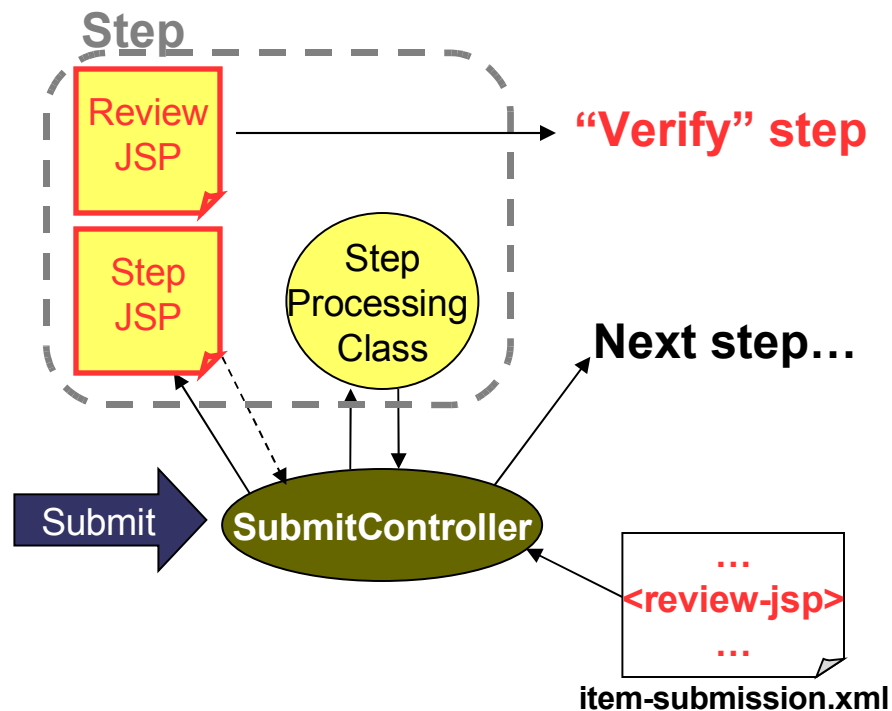 Step
Review
JSP
“Verify” step
Step
JSP
Step
Processing
Class
Next step…
Submit
SubmitController
…
<review-jsp>
…
item-submission.xml